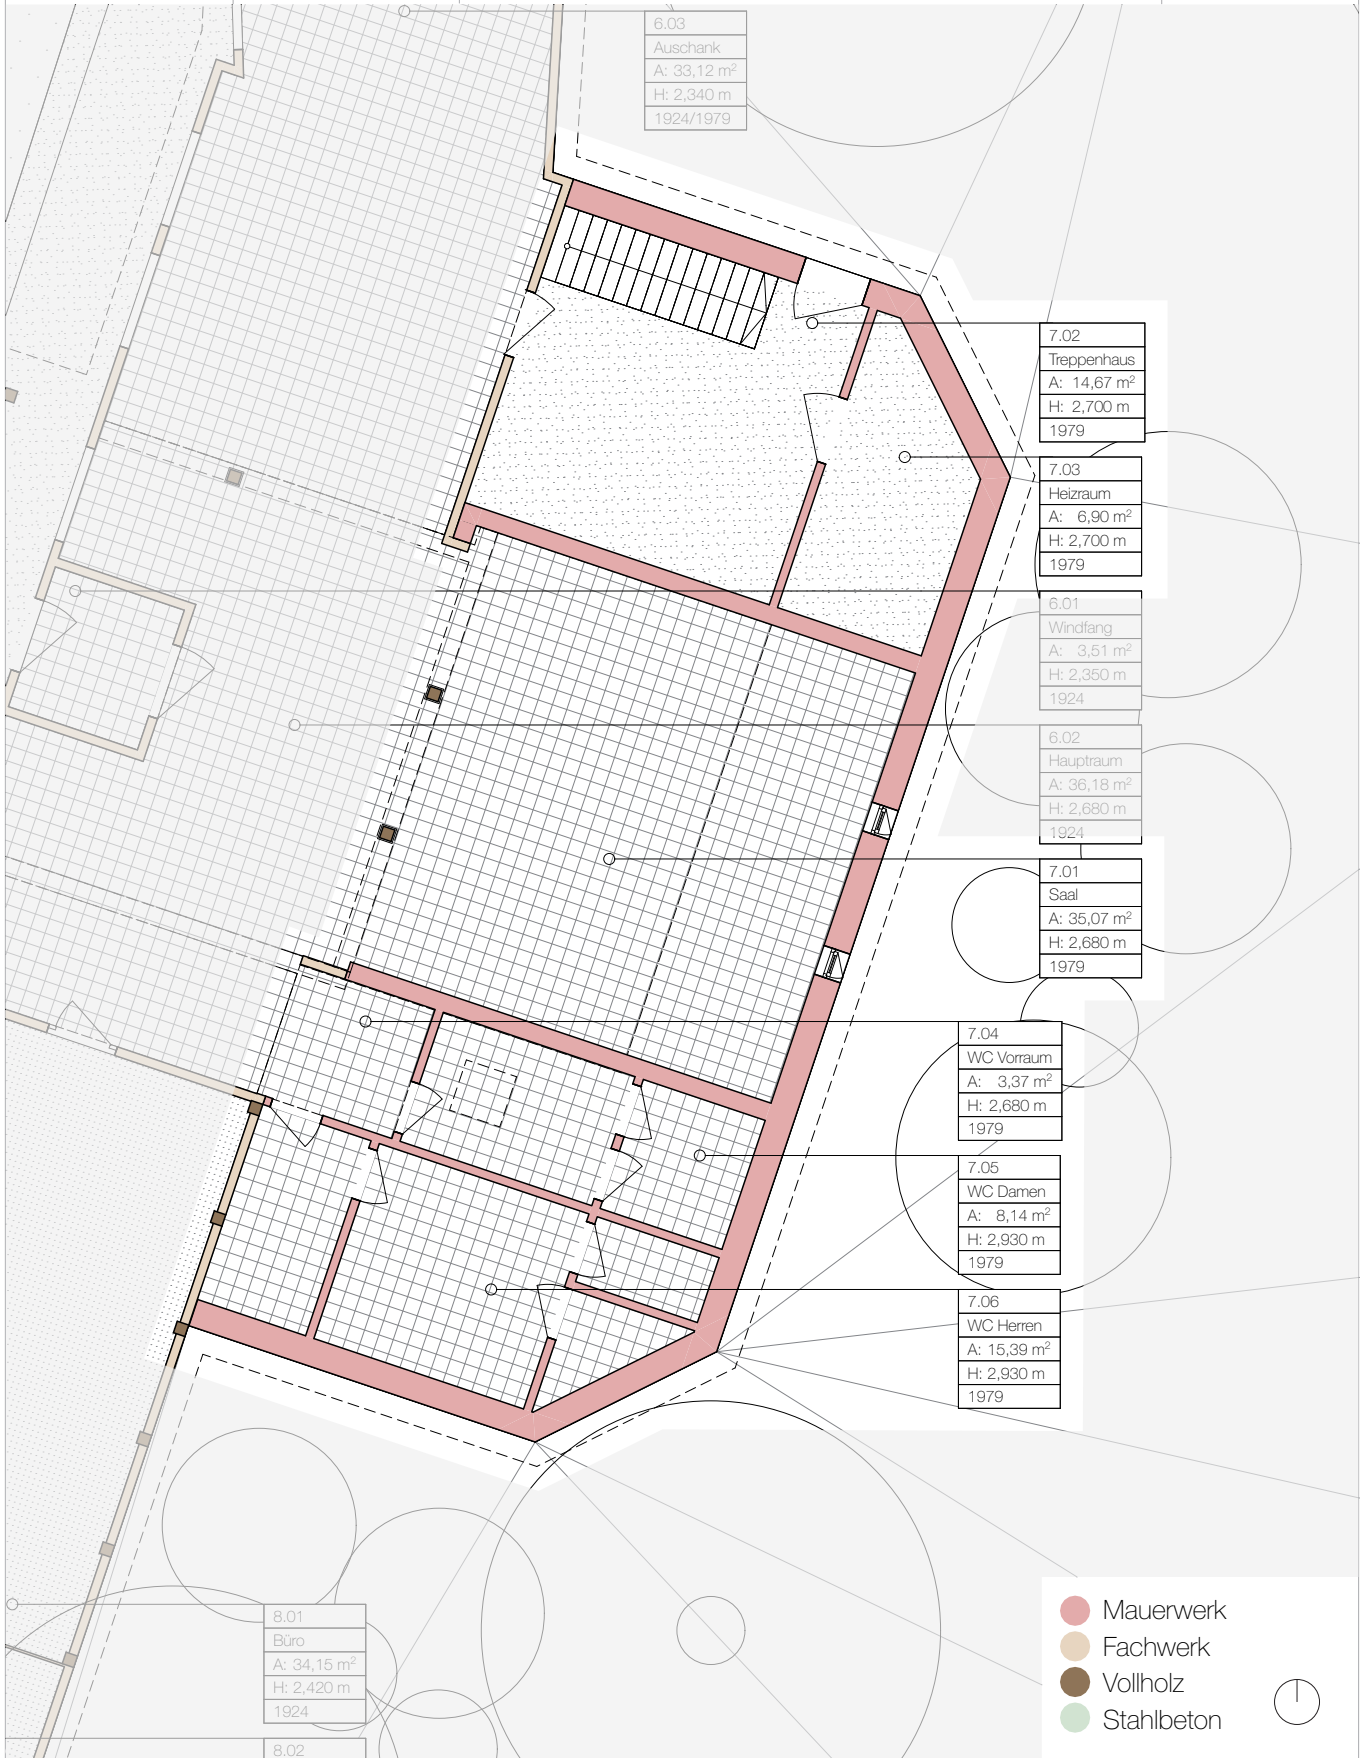 6.03
Auschank
A: 33,12 m²
H: 2,340 m
1924/1979
7.02
Treppenhaus
A: 14,67 m²
H: 2,700 m
1979
7.03
Heizraum
A: 6,90 m²
H: 2,700 m
1979
6.01
Windfang
A: 3,51 m²
H: 2,350 m
1924
6.02
Hauptraum
A: 36,18 m²
H: 2,680 m
1924
7.01
Saal
A: 35,07 m²
H: 2,680 m
1979
7.04
WC Vorraum
A: 3,37 m²
H: 2,680 m
1979
7.05
WC Damen
A: 8,14 m²
H: 2,930 m
1979
7.06
WC Herren
A: 15,39 m²
H: 2,930 m
1979
8.01
Büro
A: 34,15 m²
H: 2,420 m
1924
8.02
Mauerwerk
Fachwerk
Vollholz
Stahlbeton